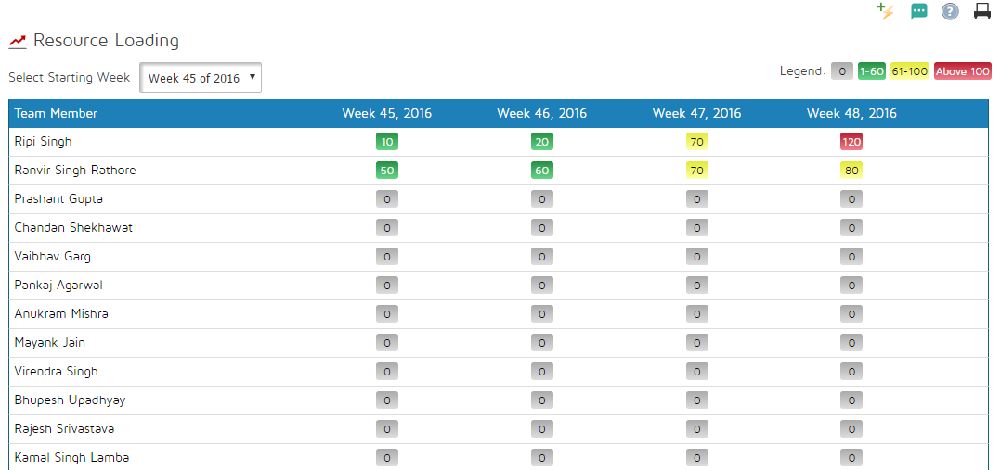 Resource Loading
Select Starting Week Week 45 of 2016 Legend: 0 1-60 61-100 Above 100
Team Member Week 45, 2016 Week 46, 2016 Week 47, 2016 Week 48, 2016
Ripi Singh 10 20 70 120
Ranvir Singh Rathore 50 60 70 80
Prashant Gupta 0 0 0 0
Chandan Shekhawat 0 0 0 0
Vaibhav Garg 0 0 0 0
Pankaj Agarwal 0 0 0 0
Anukram Mishra 0 0 0 0
Mayank Jain 0 0 0 0
Virendra Singh 0 0 0 0
Bhupesh Upadhyay 0 0 0 0
Rajesh Srivastava 0 0 0 0
Kamal Singh Lamba 0 0 0 0